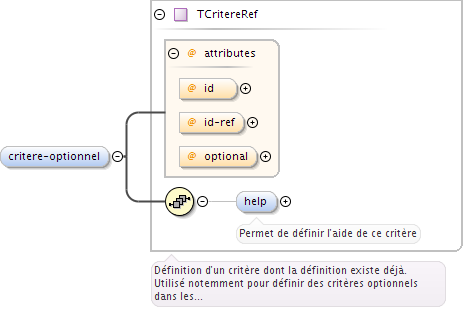 TCritereRef
@ attributes
@ id
@ id-ref
critere-optionnel
@ optional
help
Permet de définir l'aide de ce critère
Définition d'un critère dont la définition existe déjà.
Utilisé notemment pour définir des critères optionnels
dans les...